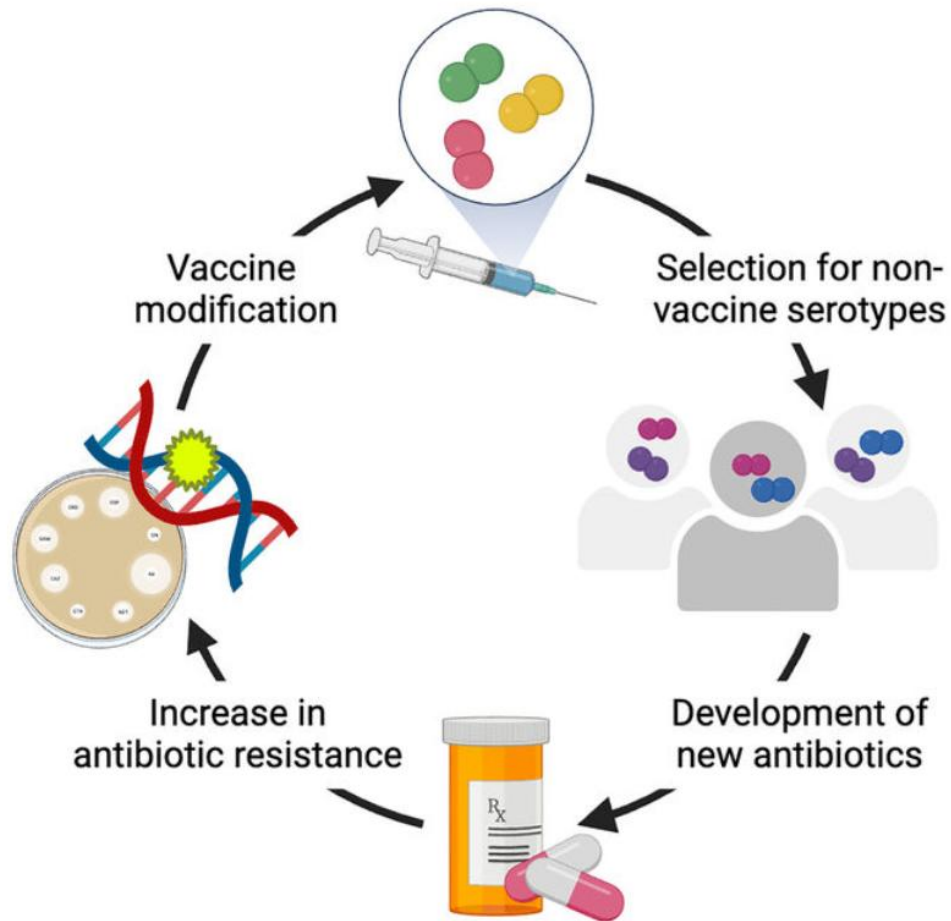 Vaccine
modification
Selection for non-
vaccine serotypes
Increase in
antibiotic resistance
Development of
new antibiotics
Rx